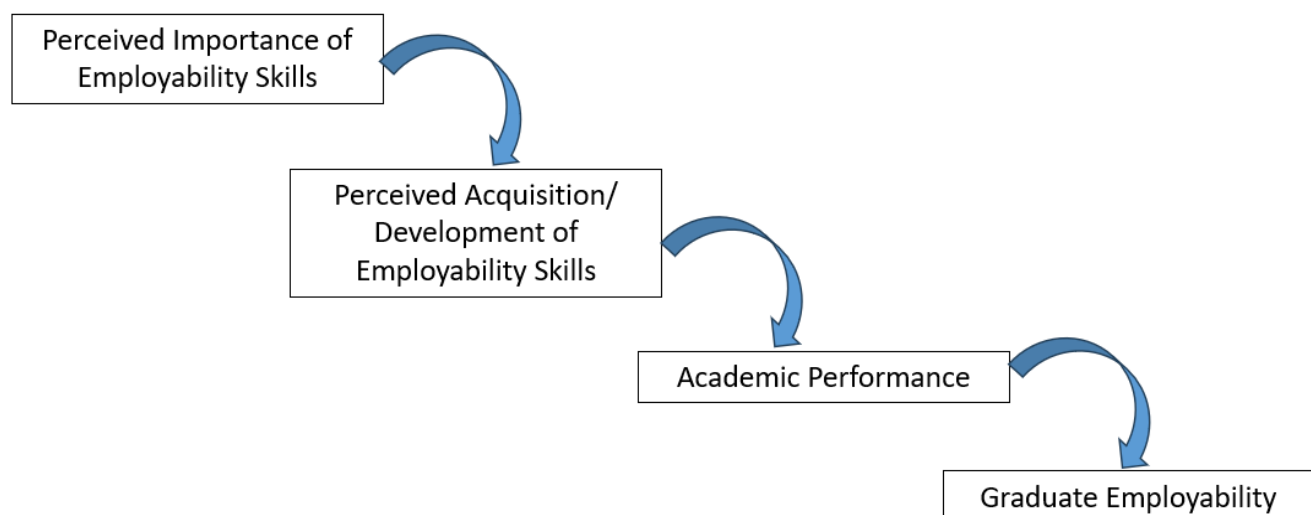 Perceived Importance of
Employability Skills
Perceived Acquisition/
Development of
Employability Skills
Academic Performance
Graduate Employability